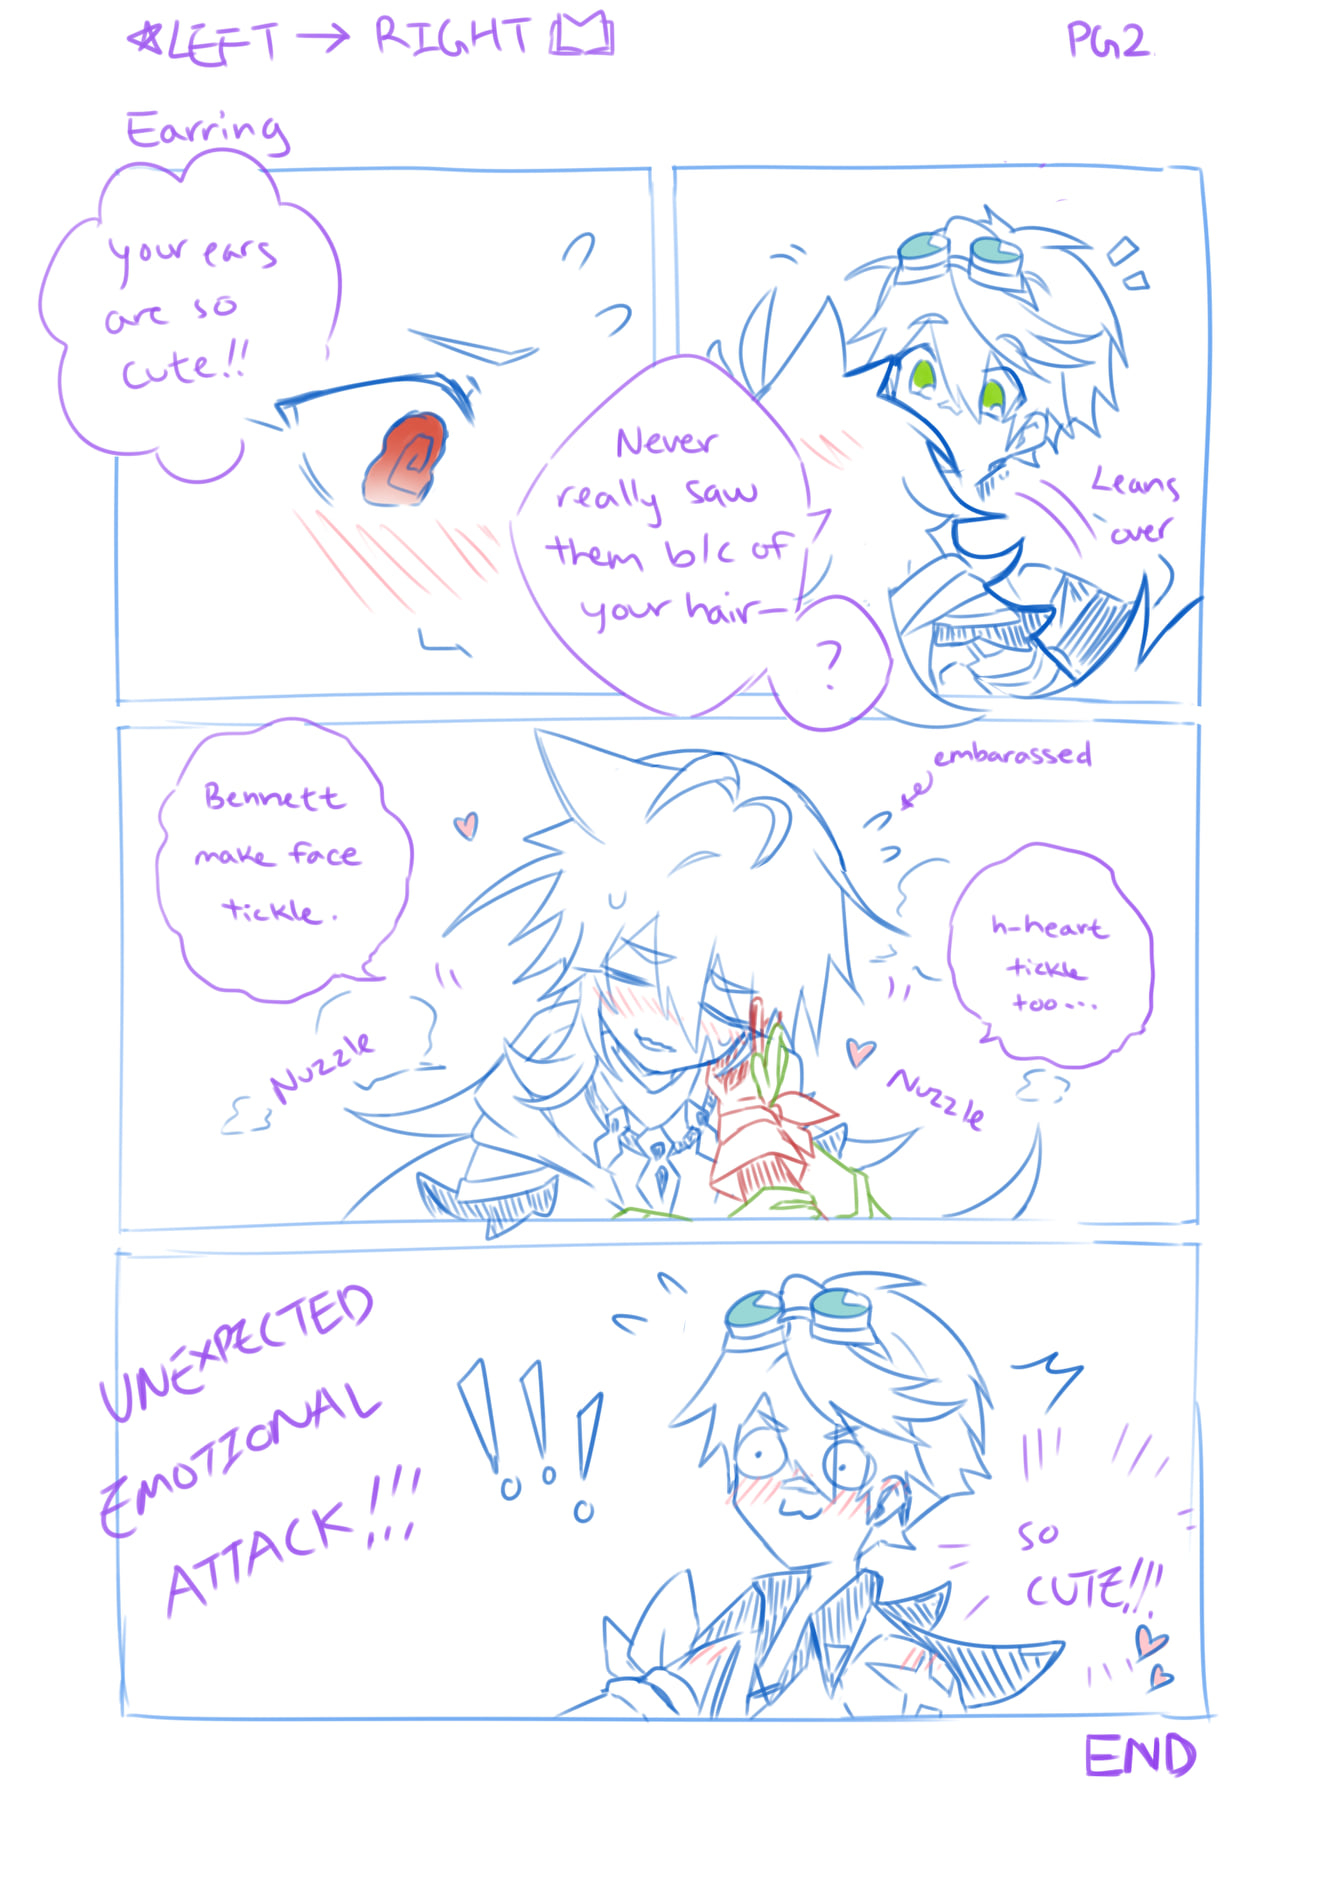 ☆LEFT → RIGHT
PG2
Earring
your ears
are so
cute!!
Never
really saw
them b/c of
your hair—
?
Leans
over
Bennett
make face
tickle.
embarassed
h-heart
tickle
too...
Nuzzle
Nuzzle
UNEXPECTED
EMOTIONAL
ATTACK!!!
!!!
SO
CUTE!!!
END